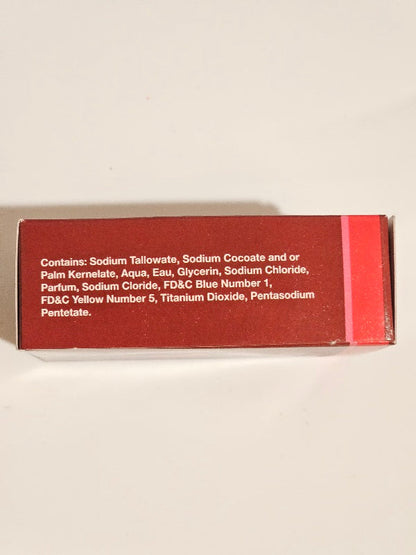 Contains: Sodium Tallowate, Sodium Cocoate and or
Palm Kernelate, Aqua, Eau, Glycerin, Sodium Chloride,
Parfum, Sodium Cloride, FD&C Blue Number 1,
FD&C Yellow Number 5, Titanium Dioxide, Pentasodium
Pentetate.